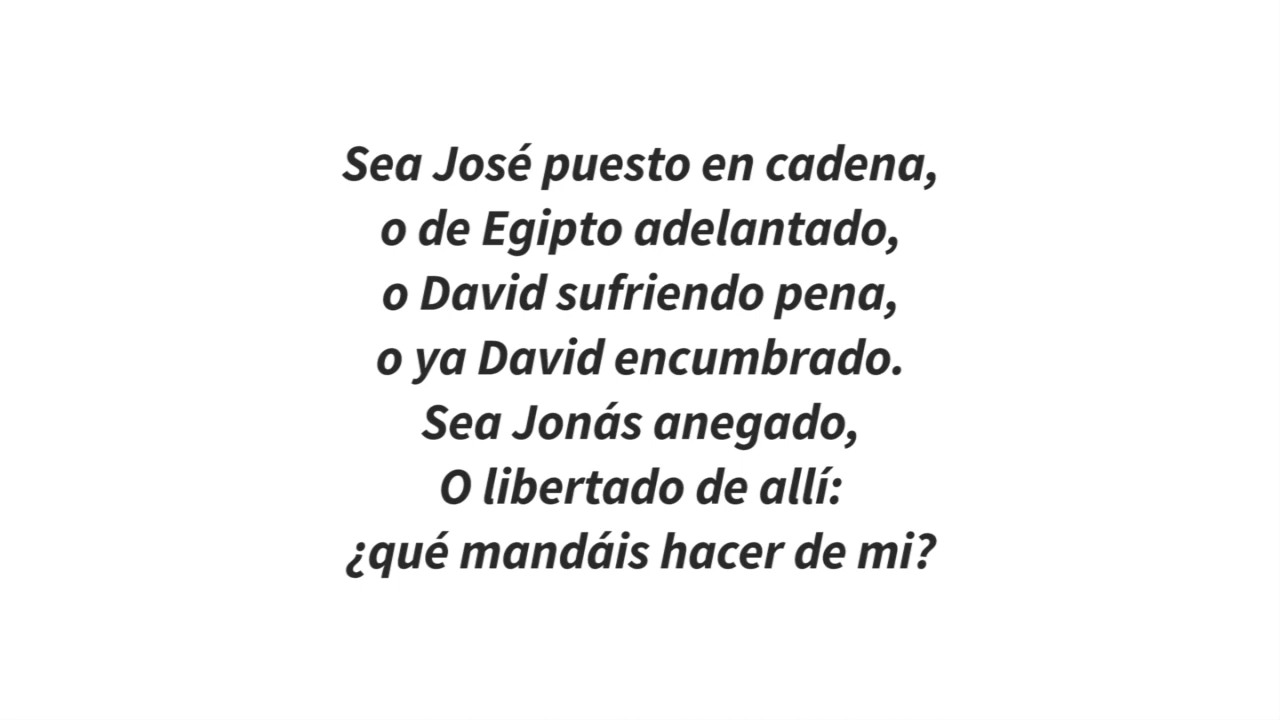 Sea José puesto en cadena,
o de Egipto adelantado,
o David sufriendo pena,
o ya David encumbrado.
Sea Jonás anegado,
O libertado de allí:
¿qué mandáis hacer de mi?